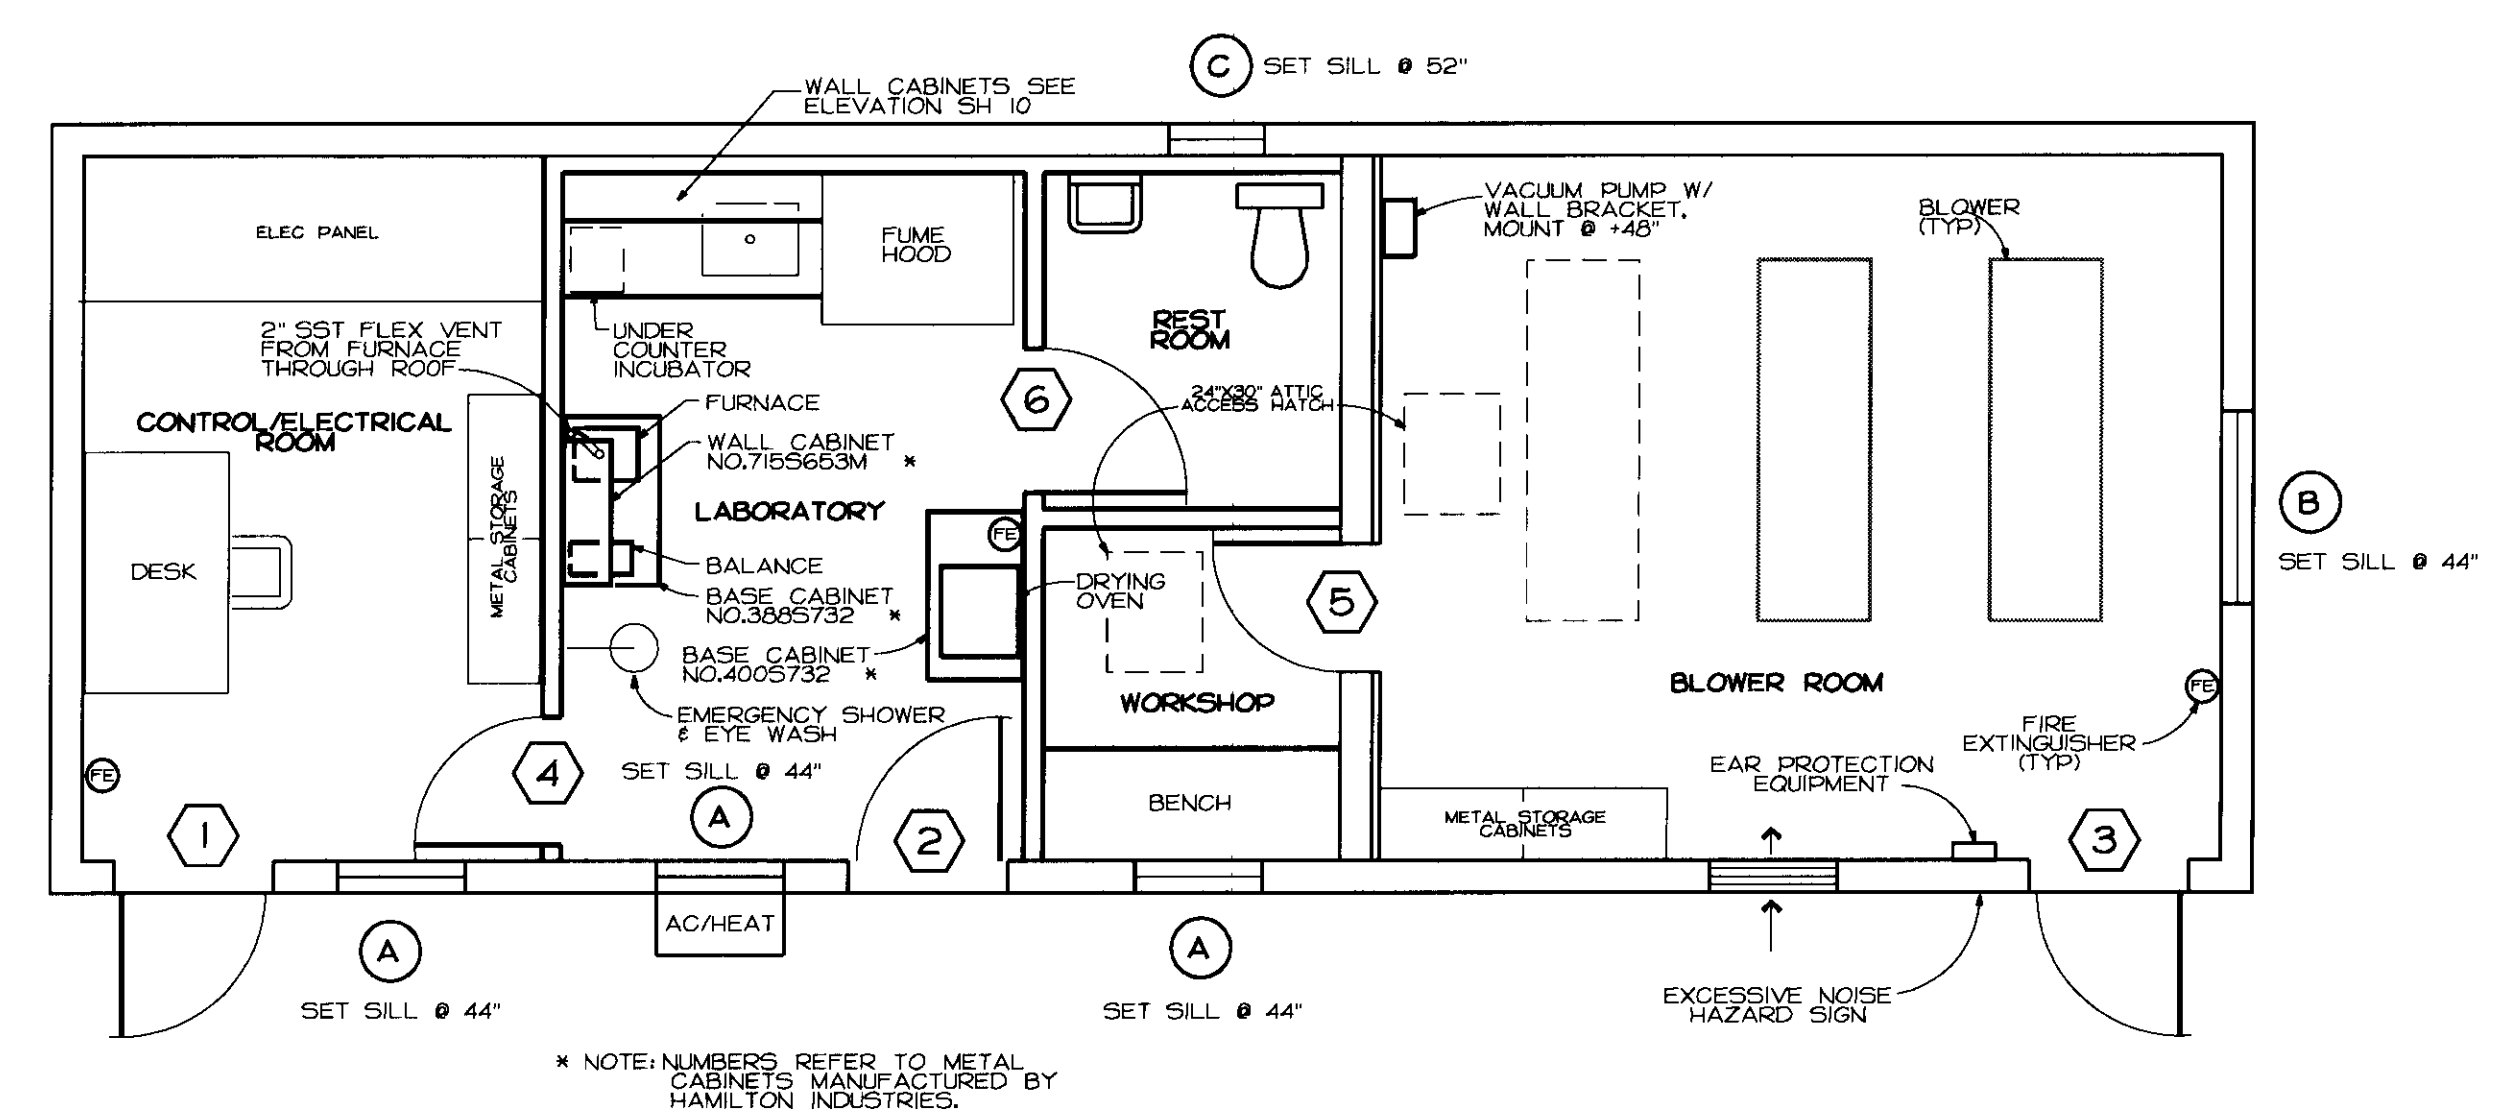 C SET SILL @ 52"
WALL CABINETS SEE
ELEVATION SH 10
ELEC PANEL
FUME
HOOD
VACUUM PUMP W/
WALL BRACKET.
MOUNT @ +48"
BLOWER
(TYP)
2" SST FLEX VENT
FROM FURNACE
THROUGH ROOF
UNDER
COUNTER
INCUBATOR
REST
ROOM
CONTROL/ELECTRICAL
ROOM
FURNACE
WALL CABINET
NO.715S653M *
6
24"X30" ATTIC
ACCESS HATCH
METAL STORAGE
CABINETS
LABORATORY
FE
B
SET SILL @ 44"
DESK
BALANCE
BASE CABINET
NO.388S732 *
DRYING
OVEN
5
BASE CABINET
NO.400S732 *
WORKSHOP
BLOWER ROOM
FE
EMERGENCY SHOWER
& EYE WASH
FIRE
EXTINGUISHER
(TYP)
FE
4
SET SILL @ 44"
A
EAR PROTECTION
EQUIPMENT
BENCH
METAL STORAGE
CABINETS
1
2
3
AC/HEAT
A
SET SILL @ 44"
A
SET SILL @ 44"
EXCESSIVE NOISE
HAZARD SIGN
* NOTE: NUMBERS REFER TO METAL
CABINETS MANUFACTURED BY
HAMILTON INDUSTRIES.